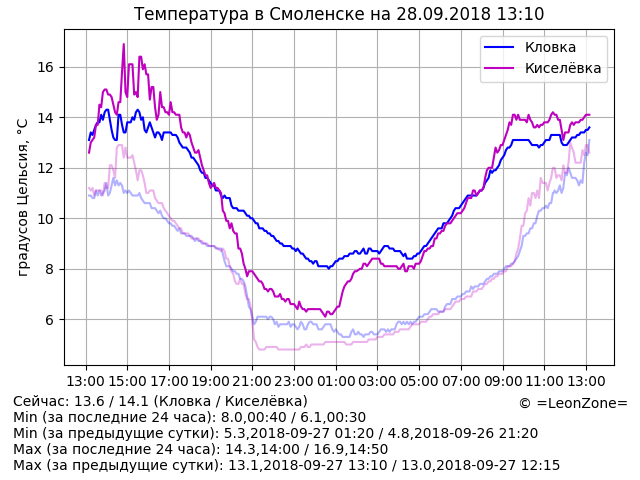 Температура в Смоленске на 28.09.2018 13:10
Кловка
Киселёвка
градусов Цельсия, °C
16
14
12
10
8
6
13:00 15:00 17:00 19:00 21:00 23:00 01:00 03:00 05:00 07:00 09:00 11:00 13:00
Сейчас: 13.6 / 14.1 (Кловка / Киселёвка)
© =LeonZone=
Min (за последние 24 часа): 8.0,00:40 / 6.1,00:30
Min (за предыдущие сутки): 5.3,2018-09-27 01:20 / 4.8,2018-09-26 21:20
Max (за последние 24 часа): 14.3,14:00 / 16.9,14:50
Max (за предыдущие сутки): 13.1,2018-09-27 13:10 / 13.0,2018-09-27 12:15